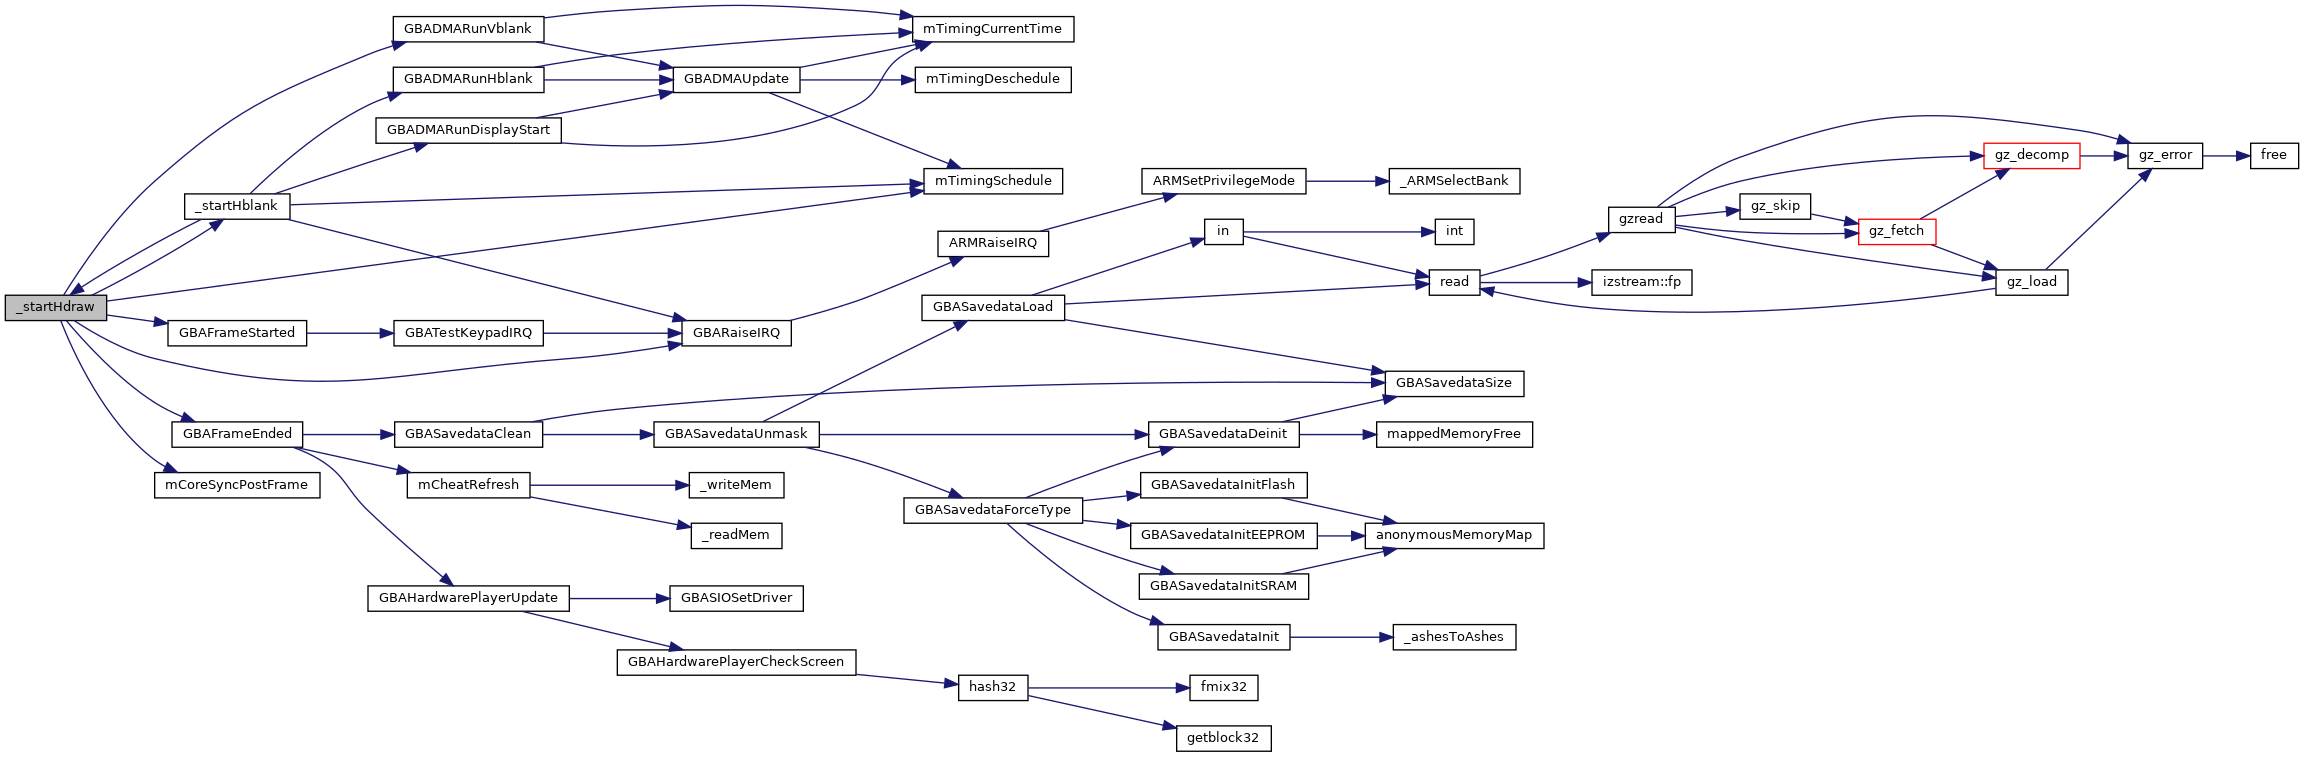 GBADMARunVblank
mTimingCurrentTime
GBADMARunHblank
GBADMAUpdate
mTimingDeschedule
GBADMARunDisplayStart
gz_decomp
gz_error
free
ARMSetPrivilegeMode
_ARMSelectBank
mTimingSchedule
_startHblank
gz_skip
gzread
in
int
gz_fetch
ARMRaiseIRQ
read
izstream::fp
gz_load
_startHdraw
GBASavedataLoad
GBAFrameStarted
GBATestKeypadIRQ
GBARaiseIRQ
GBASavedataSize
GBAFrameEnded
GBASavedataClean
GBASavedataUnmask
GBASavedataDeinit
mappedMemoryFree
mCoreSyncPostFrame
mCheatRefresh
_writeMem
GBASavedataInitFlash
GBASavedataForceType
_readMem
GBASavedataInitEEPROM
anonymousMemoryMap
GBASavedataInitSRAM
GBAHardwarePlayerUpdate
GBASIOSetDriver
GBASavedataInit
_ashesToAshes
GBAHardwarePlayerCheckScreen
hash32
fmix32
getblock32